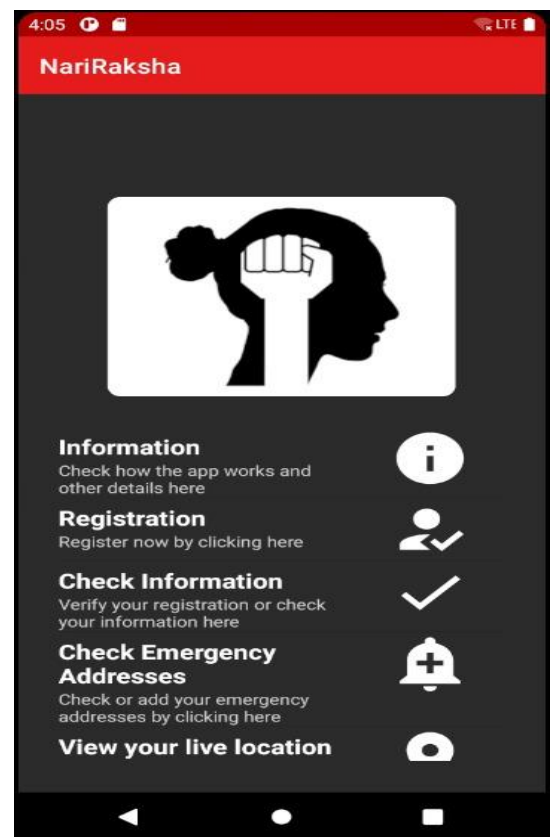 4:05 LTE
NariRaksha
Information
Check how the app works and
other details here
Registration
Register now by clicking here
Check Information
Verify your registration or check
your information here
Check Emergency
Addresses
Check or add your emergency
addresses by clicking here
View your live location